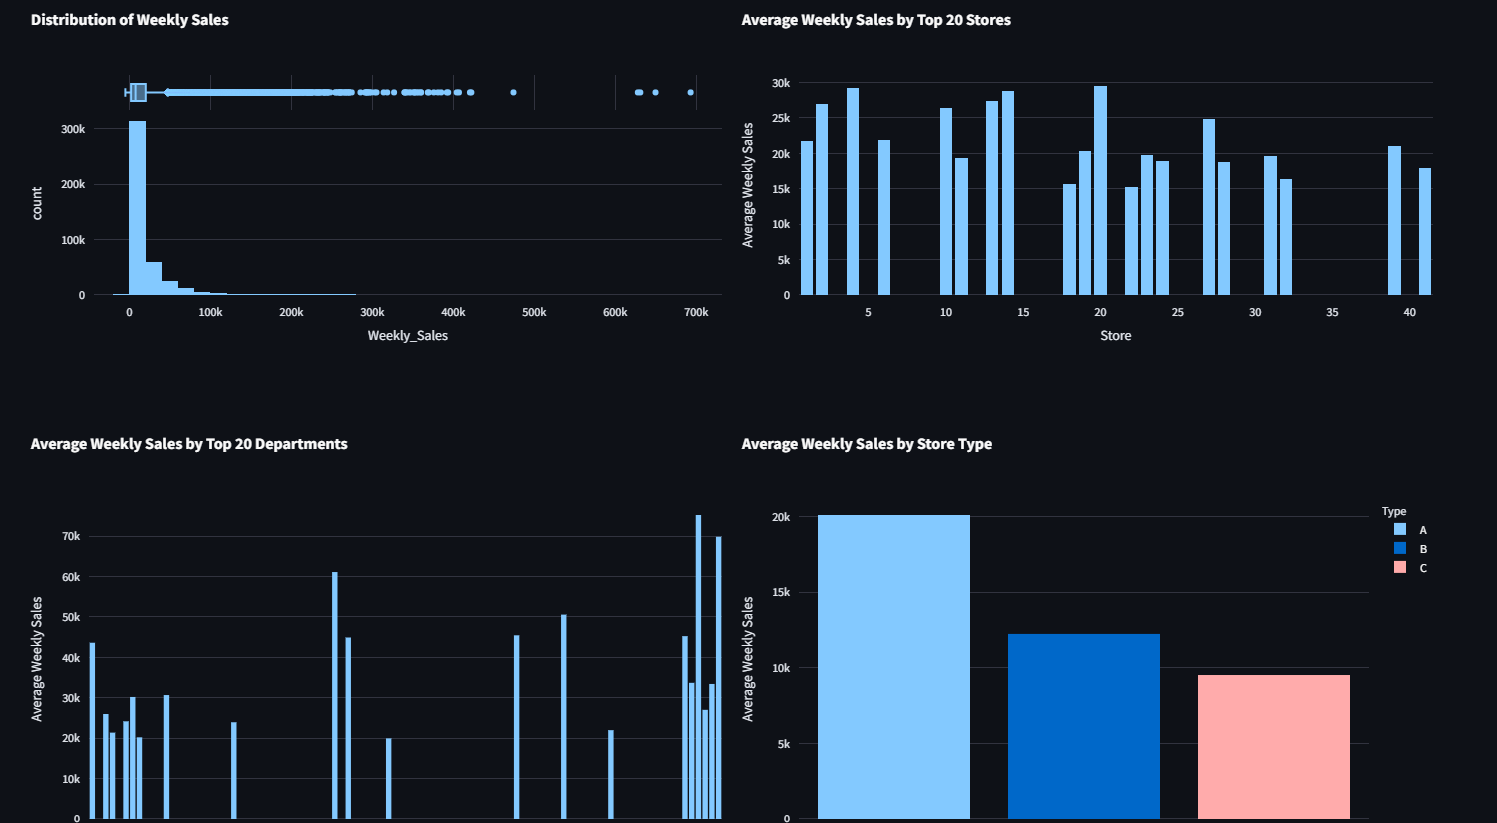 Distribution of Weekly Sales
300k
200k
100k
0
count
0 100k 200k 300k 400k 500k 600k 700k
Weekly_Sales
Average Weekly Sales by Top 20 Stores
30k
25k
20k
15k
10k
5k
0
Average Weekly Sales
5 10 15 20 25 30 35 40
Store
Average Weekly Sales by Top 20 Departments
70k
60k
50k
40k
30k
20k
10k
0
Average Weekly Sales
Average Weekly Sales by Store Type
20k
15k
10k
5k
0
Average Weekly Sales
Type
A
B
C